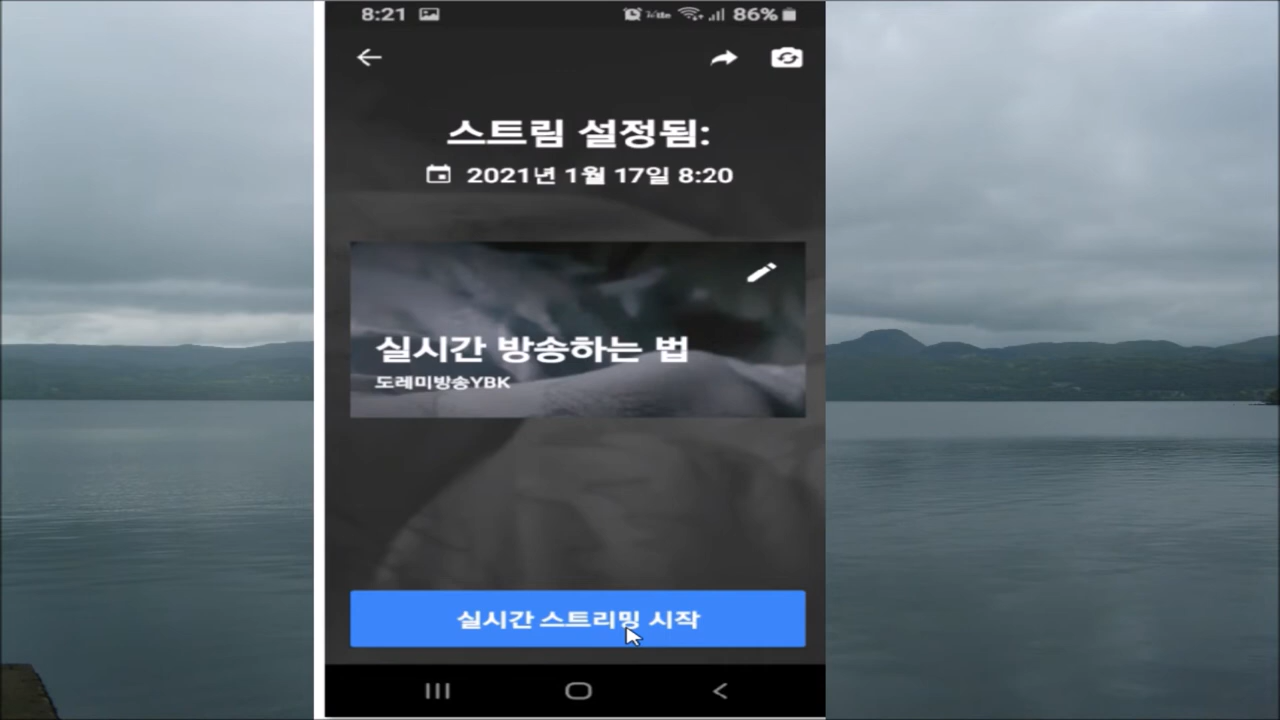 8:21
86%
스트림 설정됨:
2021년 1월 17일 8:20
실시간 방송하는 법
도레미방송YBK
실시간 스트리밍 시작